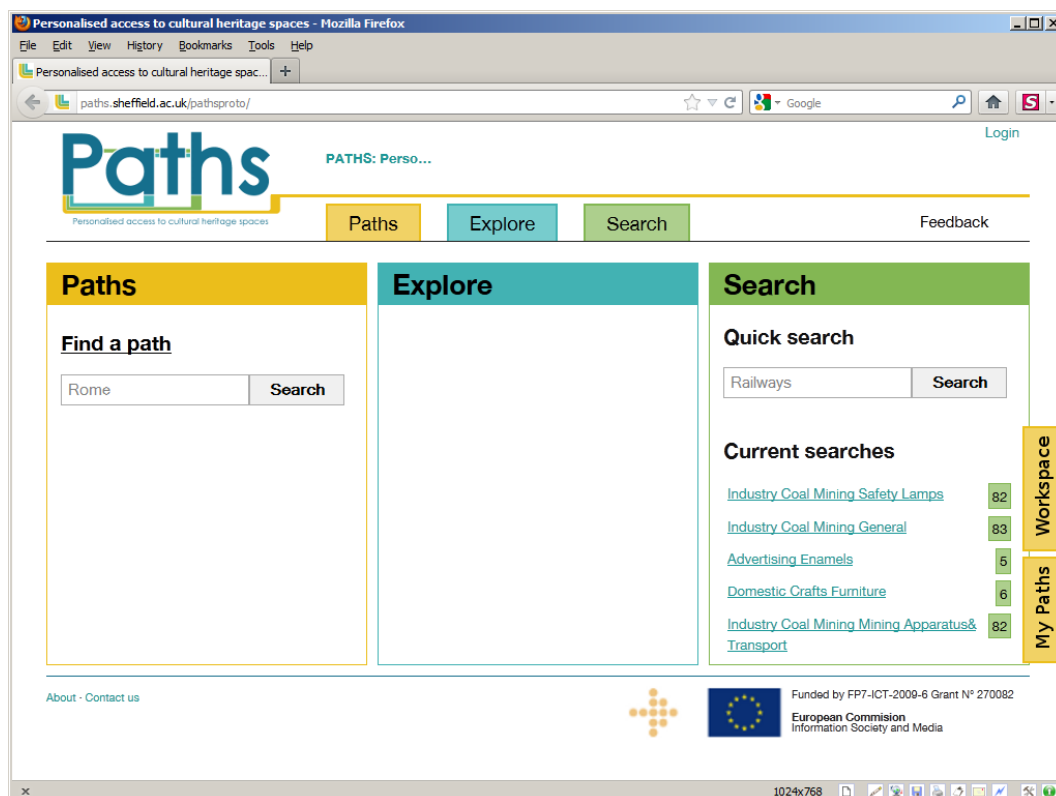 Personalised access to cultural heritage spaces - Mozilla Firefox
File Edit View History Bookmarks Tools Help
Personalised access to cultural heritage spac... +
paths.sheffield.ac.uk/pathsproto/
Google
S
Login
Paths
Personalised access to cultural heritage spaces
PATHS: Perso...
Paths Explore Search Feedback
Paths
Find a path
Rome Search
Explore
Search
Quick search
Railways Search
Current searches
Industry Coal Mining Safety Lamps 82
Industry Coal Mining General 83
Advertising Enamels 5
Domestic Crafts Furniture 6
Industry Coal Mining Mining Apparatus& 82
Transport
Workspace
My Paths
About - Contact us
Funded by FP7-ICT-2009-6 Grant Nº 270082
European Commision
Information Society and Media
× 1024x768